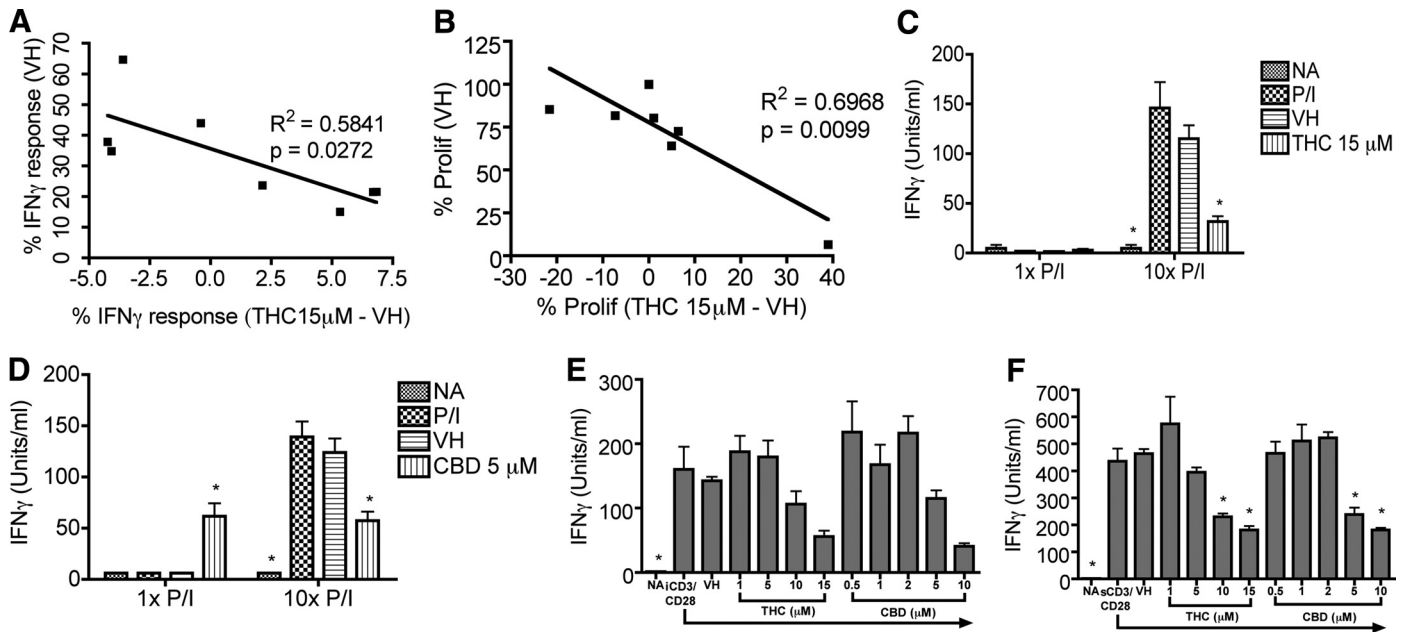 A
% IFNγ response (VH)
70
60
50
40
30
20
10
0
R² = 0.5841
p = 0.0272
-5.0 -2.5 0.0 2.5 5.0 7.5
% IFNγ response (THC15μM - VH)
B
% Prolif (VH)
125
100
75
50
25
0
R² = 0.6968
p = 0.0099
-30 -20 -10 0 10 20 30 40
% Prolif (THC 15μM - VH)
C
IFNγ (Units/ml)
200
150
100
50
0
* *
1x P/I 10x P/I
NA
P/I
VH
THC 15 μM
D
IFNγ (Units/ml)
200
150
100
50
0
* * *
1x P/I 10x P/I
NA
P/I
VH
CBD 5 μM
E
IFNγ (Units/ml)
300
200
100
0
*
NA iCD3/ VH 1 5 10 15 0.5 1 2 5 10
CD28
THC (μM) CBD (μM)
F
IFNγ (Units/ml)
700
600
500
400
300
200
100
0
* * * * *
NA sCD3/ VH 1 5 10 15 0.5 1 2 5 10
CD28
THC (μM) CBD (μM)